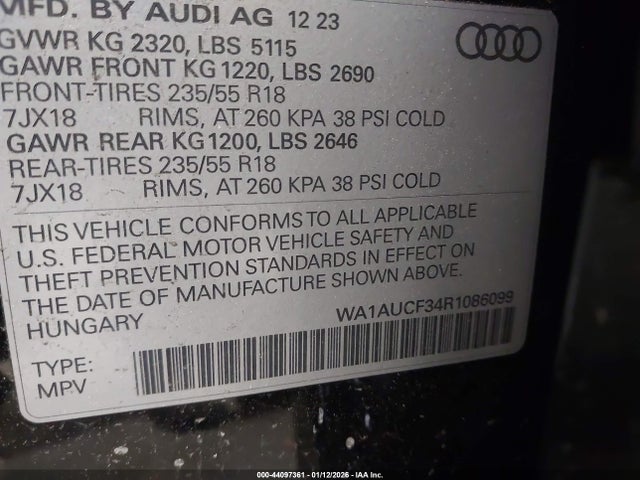 MFD. BY AUDI AG 12 23
GVWR KG 2320, LBS 5115
GAWR FRONT KG 1220, LBS 2690
FRONT-TIRES 235/55 R18
7JX18 RIMS, AT 260 KPA 38 PSI COLD
GAWR REAR KG 1200, LBS 2646
REAR-TIRES 235/55 R18
7JX18 RIMS, AT 260 KPA 38 PSI COLD
THIS VEHICLE CONFORMS TO ALL APPLICABLE
U.S. FEDERAL MOTOR VEHICLE SAFETY AND
THEFT PREVENTION STANDARDS IN EFFECT ON
THE DATE OF MANUFACTURE SHOWN ABOVE.
HUNGARY
WA1AUCF34R1086099
TYPE:
MPV
000-44097361 - 01/12/2026 - IAA Inc.